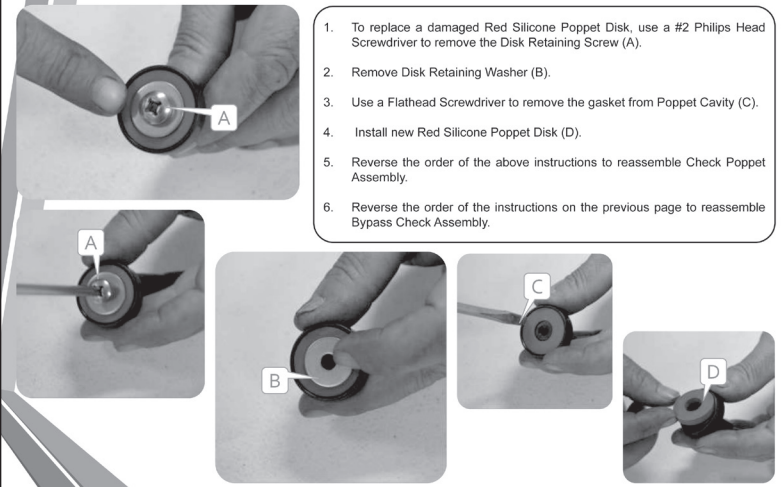 1. To replace a damaged Red Silicone Poppet Disk, use a #2 Philips Head
Screwdriver to remove the Disk Retaining Screw (A).
2. Remove Disk Retaining Washer (B).
3. Use a Flathead Screwdriver to remove the gasket from Poppet Cavity (C).
4. Install new Red Silicone Poppet Disk (D).
5. Reverse the order of the above instructions to reassemble Check Poppet
Assembly.
6. Reverse the order of the instructions on the previous page to reassemble
Bypass Check Assembly.
A
A
B
C
D